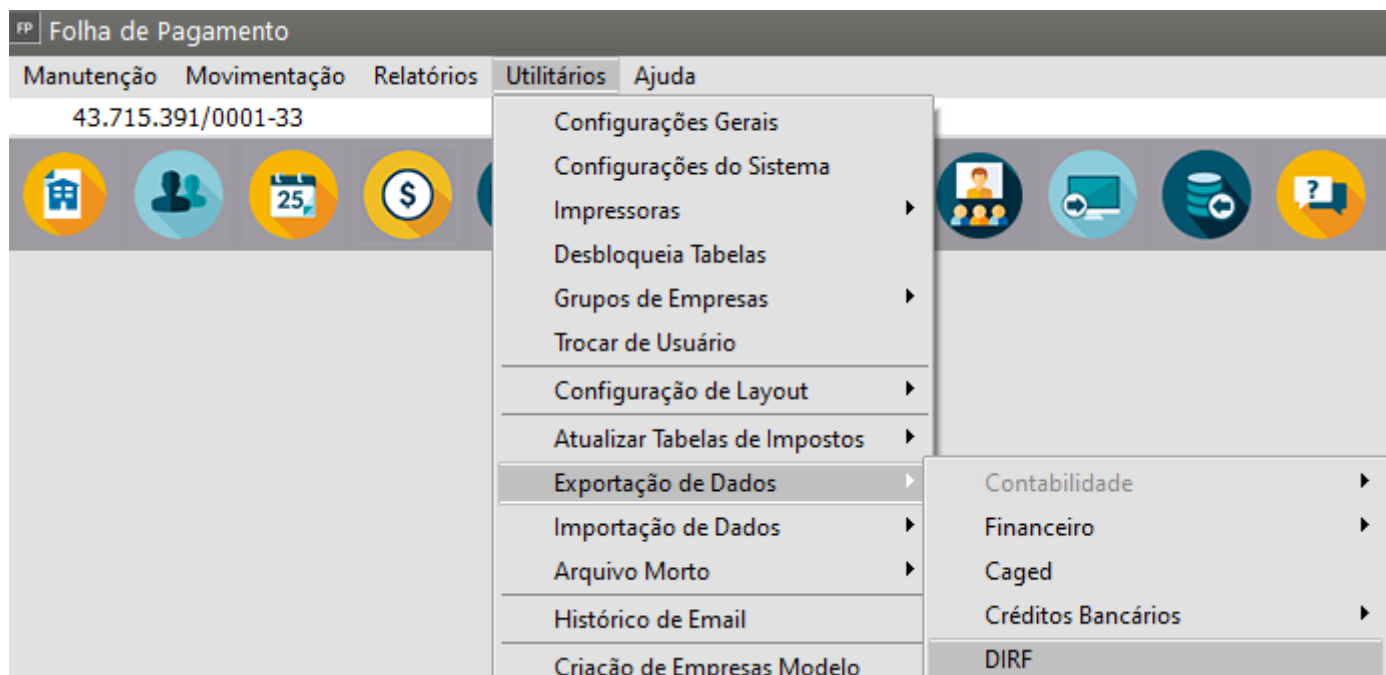 FP Folha de Pagamento
Manutenção Movimentação Relatórios Utilitários Ajuda
43.715.391/0001-33
25
$
?
Configurações Gerais
Configurações do Sistema
Impressoras
Desbloqueia Tabelas
Grupos de Empresas
Trocar de Usuário
Configuração de Layout
Atualizar Tabelas de Impostos
Exportação de Dados
Importação de Dados
Arquivo Morto
Histórico de Email
Criação de Empresas Modelo
Contabilidade
Financeiro
Caged
Créditos Bancários
DIRF